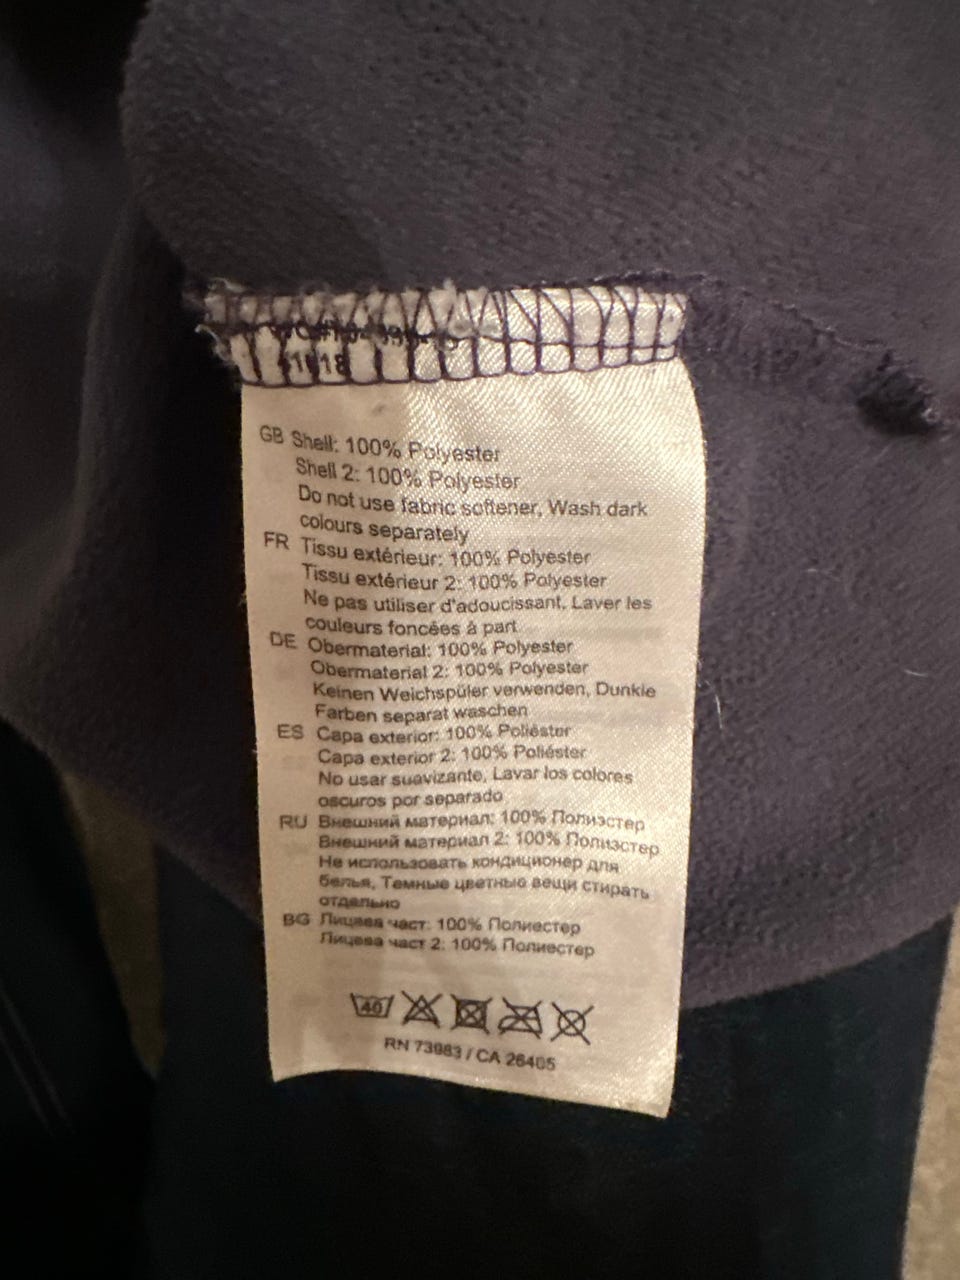 1018
GB Shell: 100% Polyester
Shell 2: 100% Polyester
Do not use fabric softener, Wash dark
colours separately
FR Tissu extérieur: 100% Polyester
Tissu extérieur 2: 100% Polyester
Ne pas utiliser d'adoucissant, Laver les
couleurs foncées à part
DE Obermaterial: 100% Polyester
Obermaterial 2: 100% Polyester
Keinen Weichspüler verwenden, Dunkle
Farben separat waschen
ES Capa exterior: 100% Poliéster
Capa exterior 2: 100% Poliéster
No usar suavizante, Lavar los colores
oscuros por separado
RU Внешний материал: 100% Полиэстер
Внешний материал 2: 100% Полиэстер
Не использовать кондиционер для
белья, Темные цветные вещи стирать
отдельно
BG Лицева част: 100% Полиестер
Лицева част 2: 100% Полиестер
40
RN 73983 / CA 26405